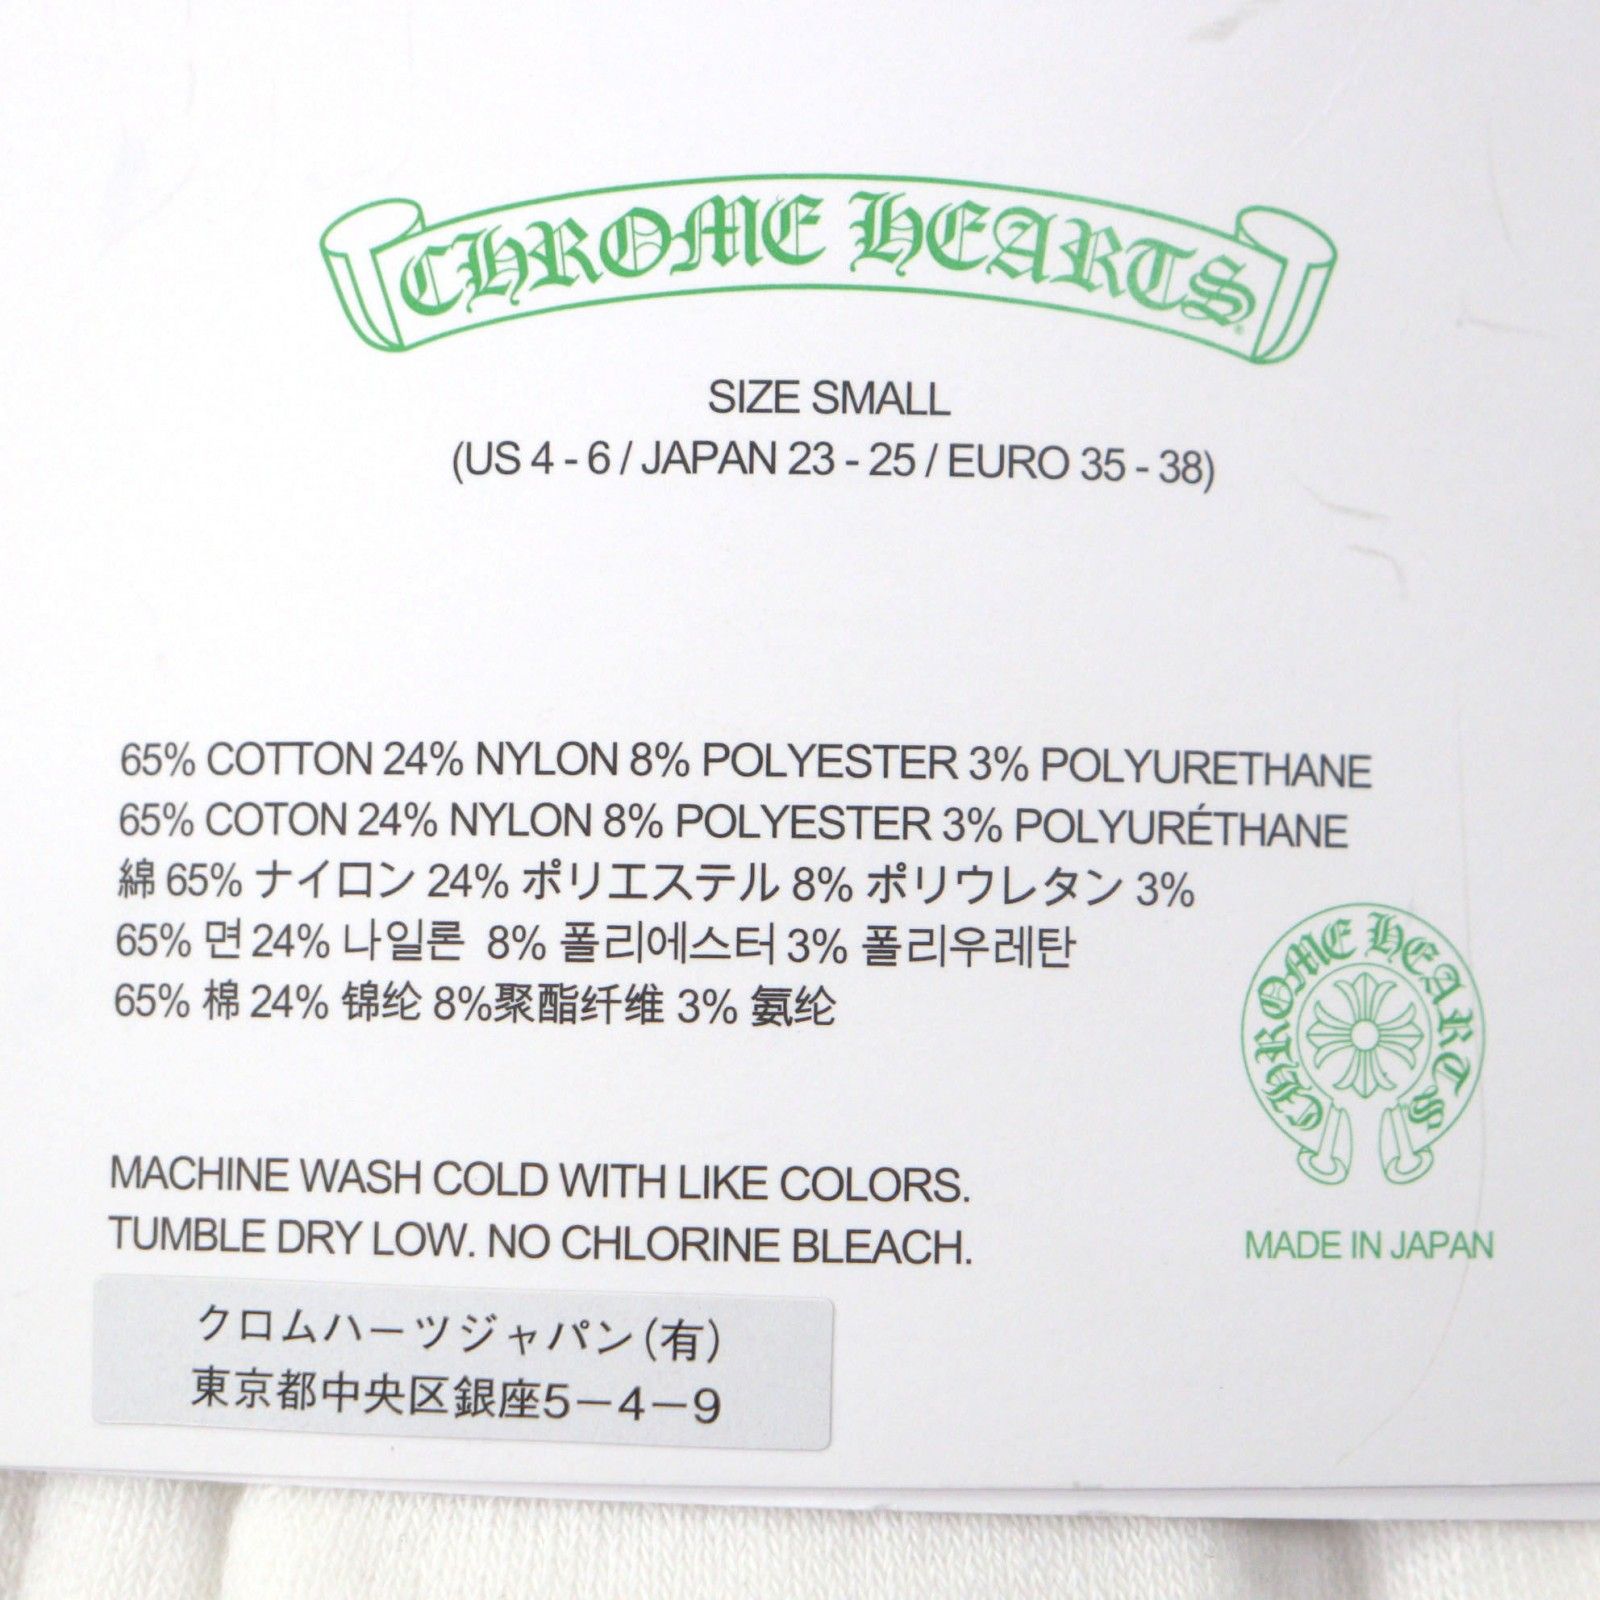 CHROME HEARTS®
SIZE SMALL
(US 4 - 6 / JAPAN 23 - 25 / EURO 35 - 38)
65% COTTON 24% NYLON 8% POLYESTER 3% POLYURETHANE
65% COTON 24% NYLON 8% POLYESTER 3% POLYURÉTHANE
綿 65% ナイロン 24% ポリエステル 8% ポリウレタン 3%
65% 면 24% 나일론 8% 폴리에스터 3% 폴리우레탄
65% 棉 24% 锦纶 8%聚酯纤维 3% 氨纶
CHROME HEARTS
MADE IN JAPAN
MACHINE WASH COLD WITH LIKE COLORS.
TUMBLE DRY LOW. NO CHLORINE BLEACH.
クロムハーツジャパン(有)
東京都中央区銀座5-4-9